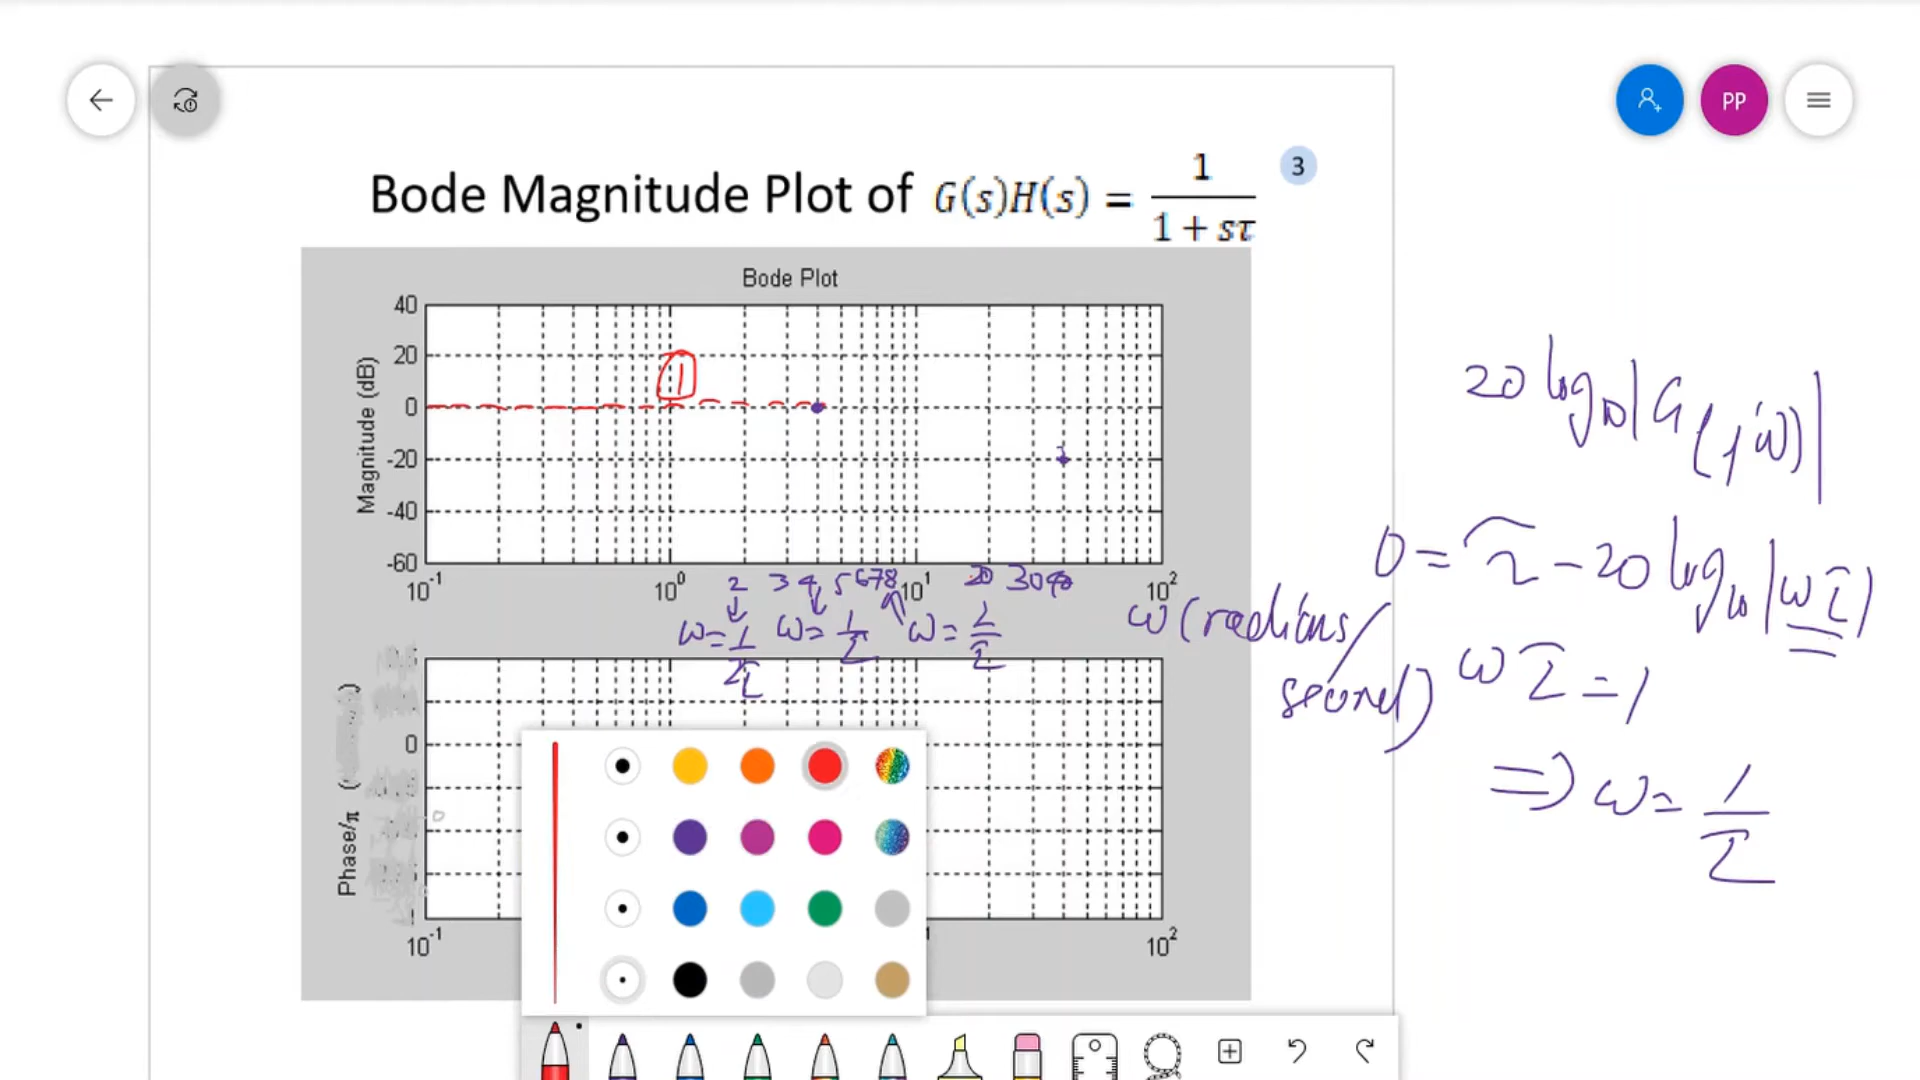 PP
Bode Magnitude Plot of G(s)H(s) = 1 / (1 + sτ)
3
Bode Plot
40
20
0
-20
-40
-60
Magnitude (dB)
1
10^-1
10^0
10^1
10^2
2 3 4 5 6 7 8 20 30 40
ω = 1/2τ ω = 1/τ ω = 2/τ
ω (radians/
second)
0
Phase/π
10^-1
10^2
20 log10 |G(jω)|
0 = ~ -20 log10 |ωτ|
ωτ = 1
⇒ ω = 1/τ